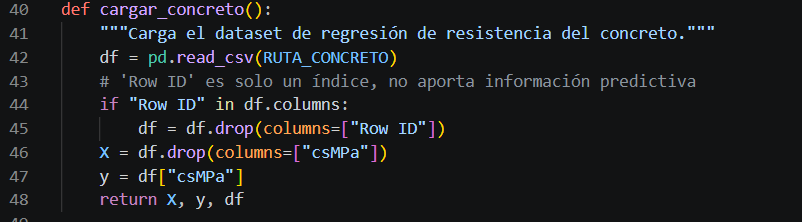 40 def cargar_concreto():
41     """Carga el dataset de regresión de resistencia del concreto."""
42     df = pd.read_csv(RUTA_CONCRETO)
43     # 'Row ID' es solo un índice, no aporta información predictiva
44     if "Row ID" in df.columns:
45         df = df.drop(columns=["Row ID"])
46     X = df.drop(columns=["csMPa"])
47     y = df["csMPa"]
48     return X, y, df